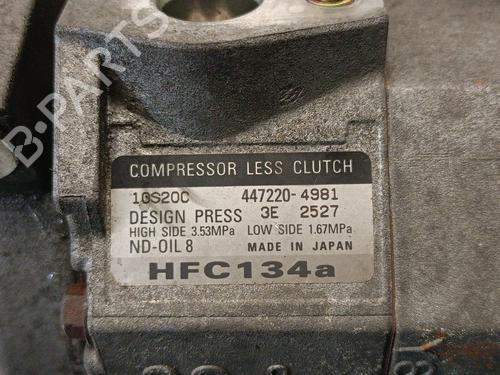 B-PARTS
COMPRESSOR LESS CLUTCH
10S20C 447220-4981
DESIGN PRESS 3E 2527
HIGH SIDE 3.53MPa LOW SIDE 1.67MPa
ND-OIL 8 MADE IN JAPAN
HFC134a